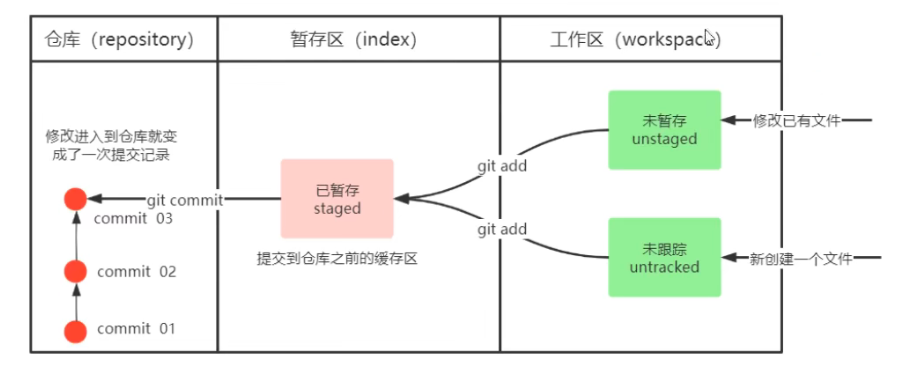 仓库（repository）
暂存区（index）
工作区（workspace）
修改进入到仓库就变
成了一次提交记录
commit 03
commit 02
commit 01
git commit
已暂存
staged
提交到仓库之前的缓存区
git add
git add
未暂存
unstaged
未跟踪
untracked
修改已有文件
新创建一个文件